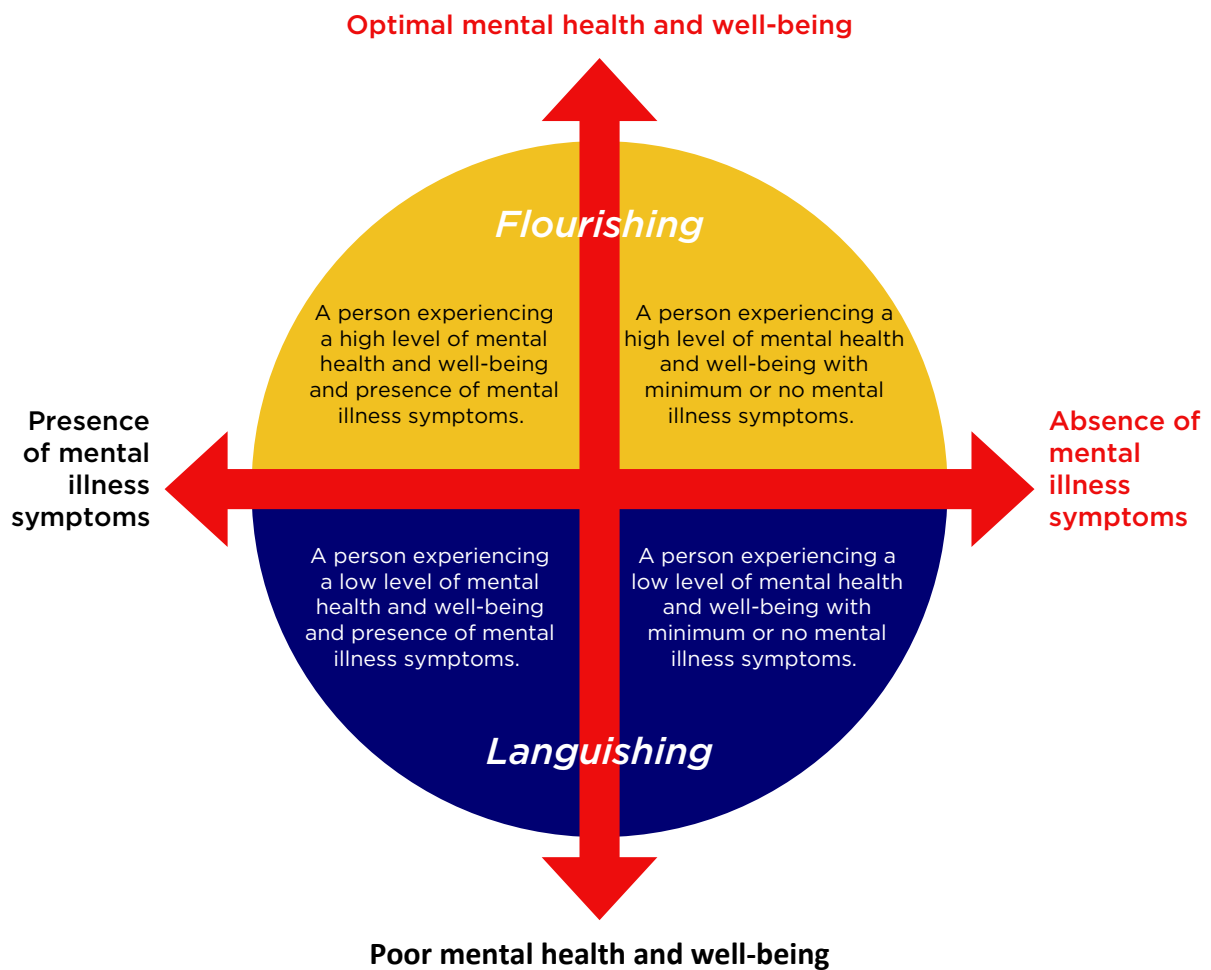 Optimal mental health and well-being
Flourishing
A person experiencing
a high level of mental
health and well-being
and presence of mental
illness symptoms.
A person experiencing a
high level of mental health
and well-being with
minimum or no mental
illness symptoms.
Presence
of mental
illness
symptoms
Absence of
mental
illness
symptoms
A person experiencing
a low level of mental
health and well-being
and presence of mental
illness symptoms.
A person experiencing a
low level of mental health
and well-being with
minimum or no mental
illness symptoms.
Languishing
Poor mental health and well-being